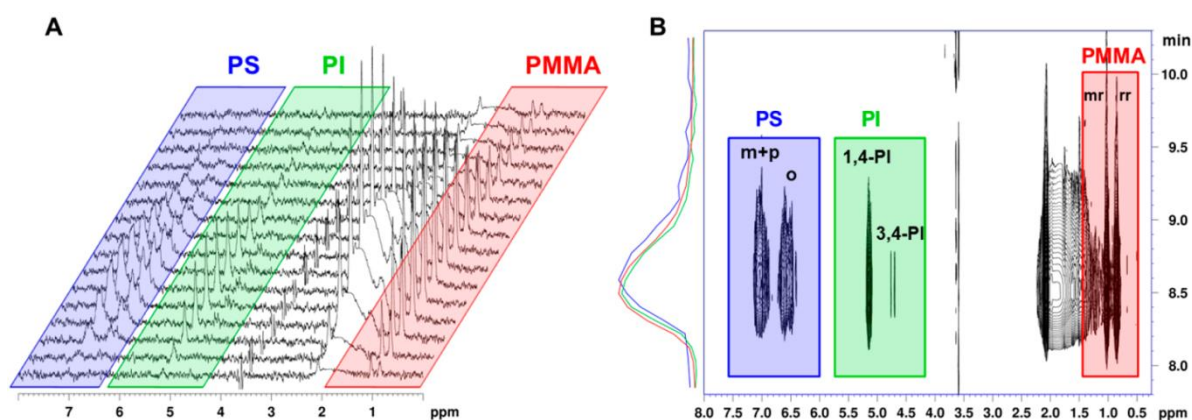 A
PS PI PMMA
7 6 5 4 3 2 1 ppm
B
min
PMMA
10.0
mr rr
PS PI
9.5
m+p 1,4-PI
o
9.0
3,4-PI
8.5
8.0
8.0 7.5 7.0 6.5 6.0 5.5 5.0 4.5 4.0 3.5 3.0 2.5 2.0 1.5 ppm 0.5